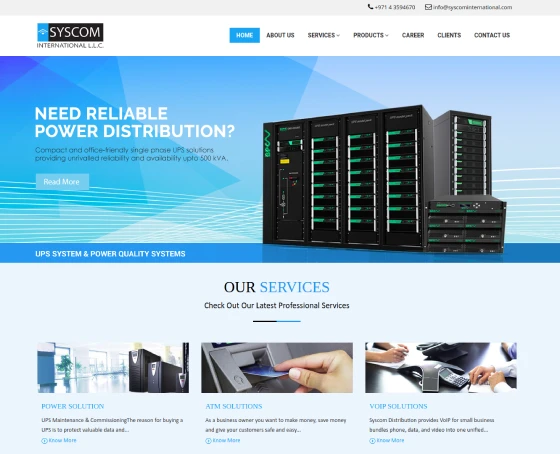 +971 4 3594670 info@syscominternational.com
SYSCOM
INTERNATIONAL L.L.C.
HOME ABOUT US SERVICES PRODUCTS CAREER CLIENTS CONTACT US
NEED RELIABLE
POWER DISTRIBUTION?
Compact and office-friendly single phase UPS solutions
providing unrivalled reliability and availability upto 500 kVA.
Read More
UPS SYSTEM & POWER QUALITY SYSTEMS
OUR SERVICES
Check Out Our Latest Professional Services
POWER SOLUTION
UPS Maintenance & CommissioningThe reason for buying a
UPS is to protect valuable data and...
Know More
ATM SOLUTIONS
As a business owner you want to make money, save money
and give your customers safe and easy...
Know More
VOIP SOLUTIONS
Syscom Distribution provides VoIP for small business
bundles phone, data, and video into one unified...
Know More